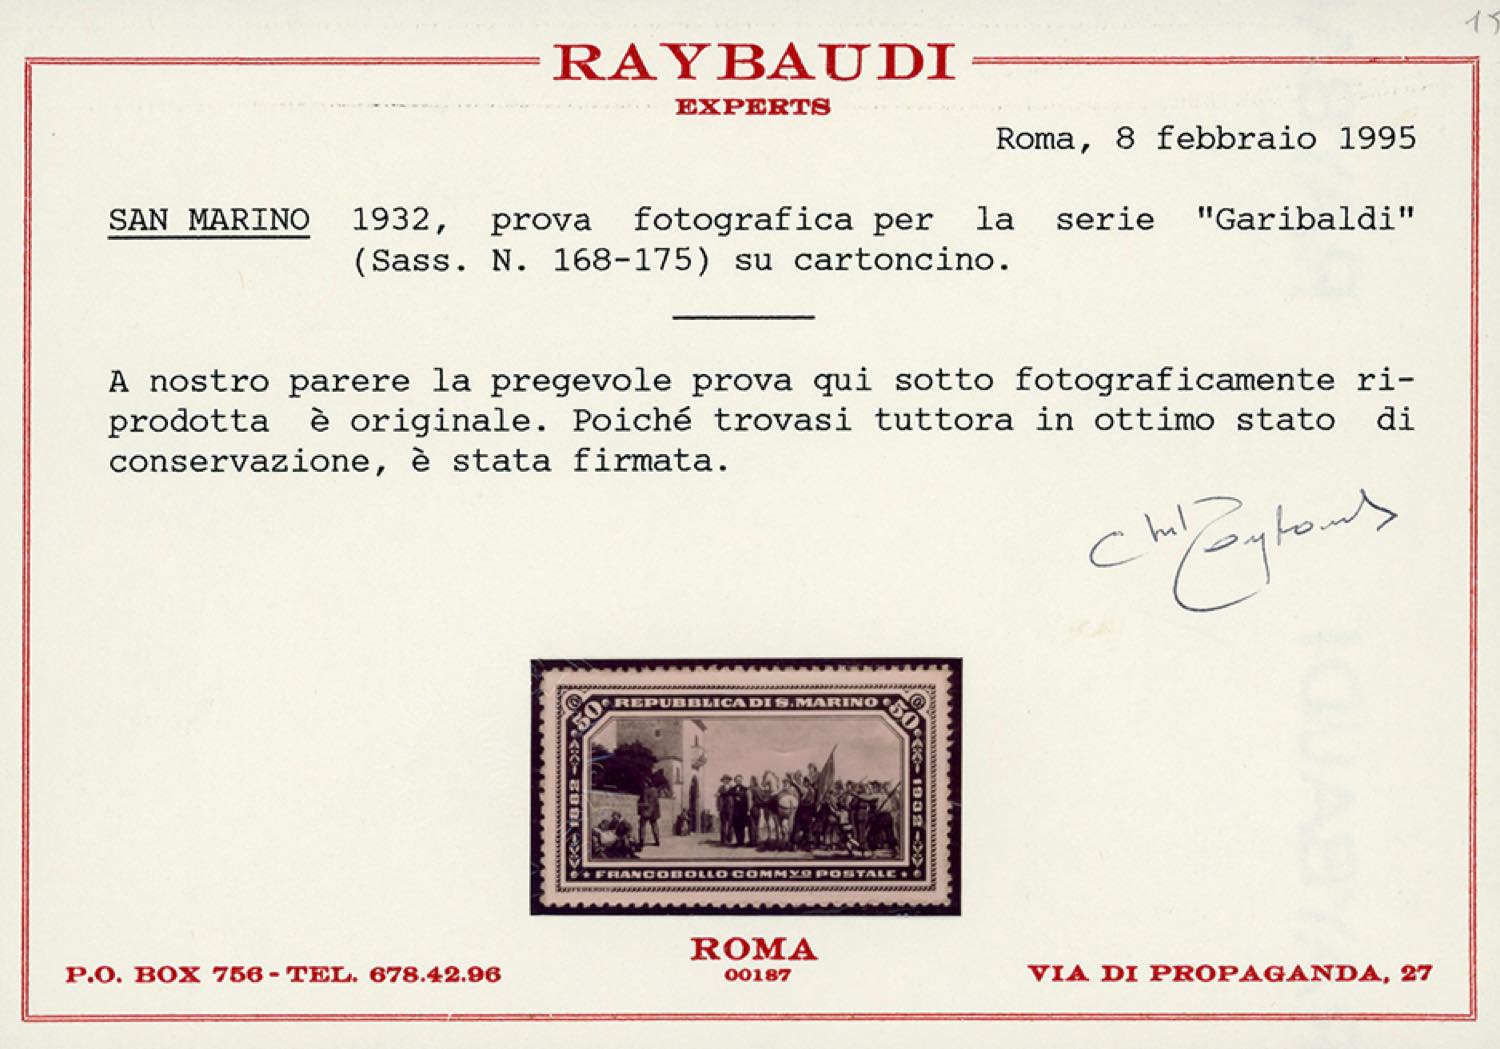 RAYBAUDI
EXPERTS
Roma, 8 febbraio 1995
SAN MARINO 1932, prova fotografica per la serie "Garibaldi"
(Sass. N. 168-175) su cartoncino.
A nostro parere la pregevole prova qui sotto fotograficamente ri-
prodotta è originale. Poiché trovasi tuttora in ottimo stato di
conservazione, è stata firmata.
50 REPUBBLICA DI S. MARINO 50
FRANCOBOLLO COMMVO POSTALE
ROMA
00187
P.O. BOX 756 - TEL. 678.42.96
VIA DI PROPAGANDA, 27